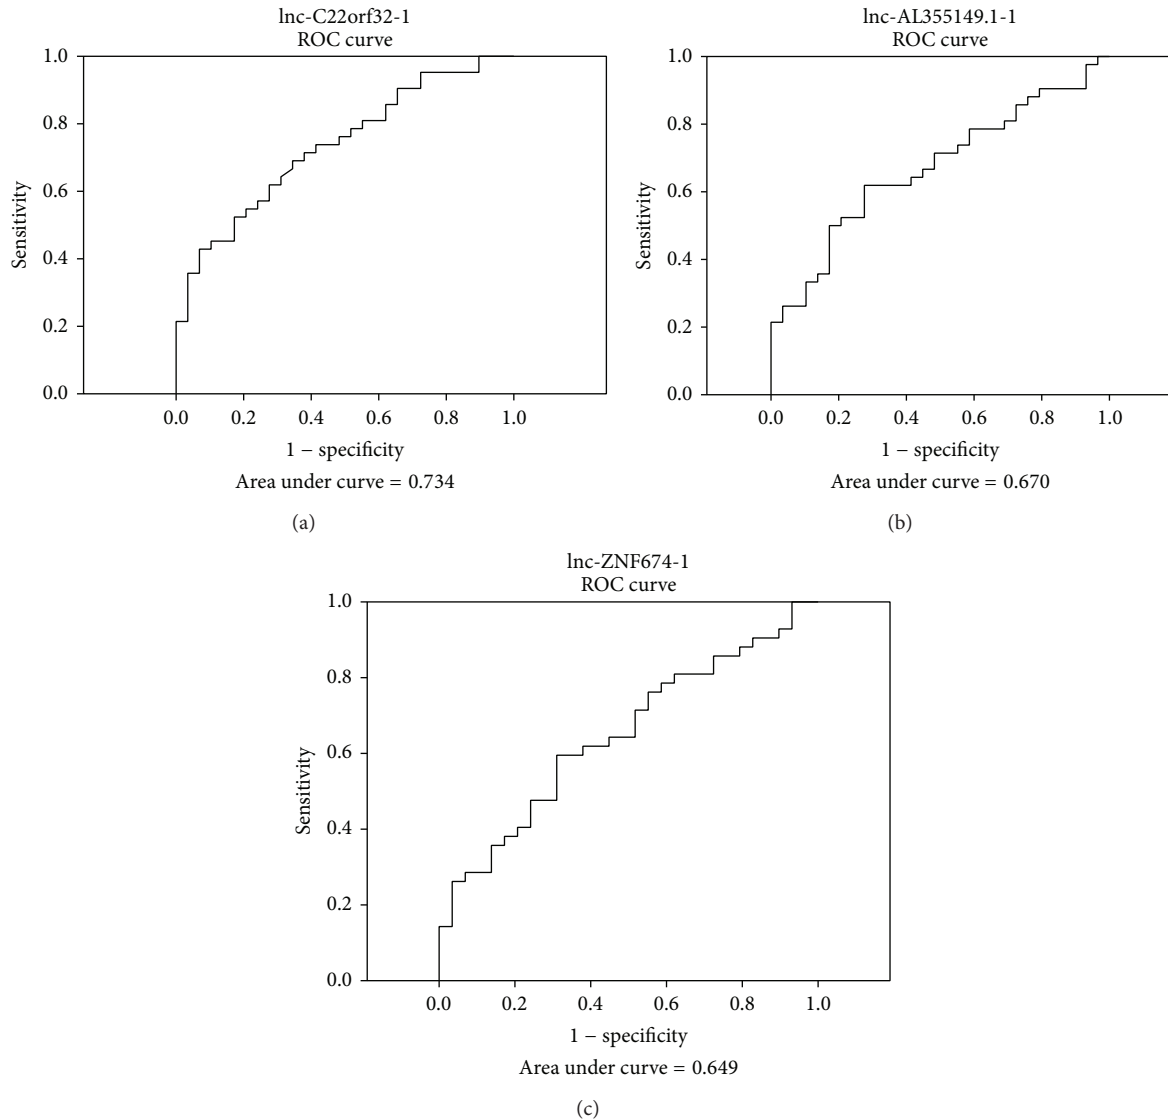 lnc-C22orf32-1
ROC curve
1.0
0.8
0.6
0.4
0.2
0.0
Sensitivity
0.0 0.2 0.4 0.6 0.8 1.0
1 − specificity
Area under curve = 0.734
(a)
lnc-AL355149.1-1
ROC curve
1.0
0.8
0.6
0.4
0.2
0.0
Sensitivity
0.0 0.2 0.4 0.6 0.8 1.0
1 − specificity
Area under curve = 0.670
(b)
lnc-ZNF674-1
ROC curve
1.0
0.8
0.6
0.4
0.2
0.0
Sensitivity
0.0 0.2 0.4 0.6 0.8 1.0
1 − specificity
Area under curve = 0.649
(c)